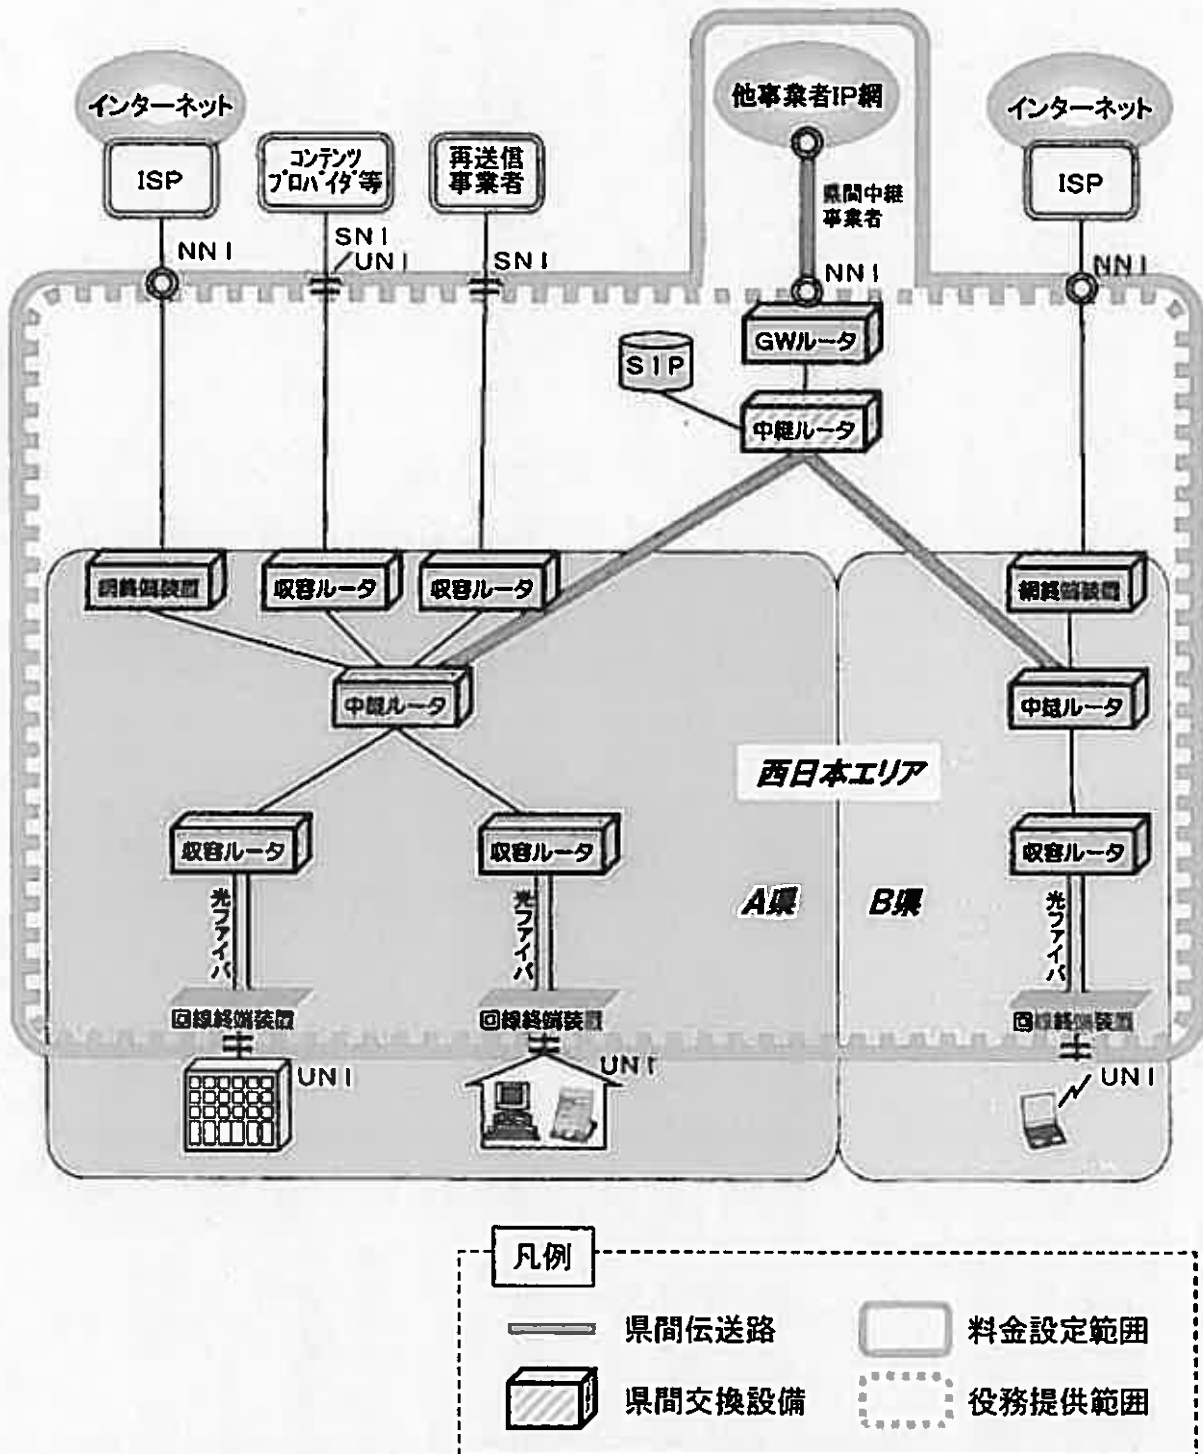 インターネット
ISP
コンテンツ
プロバイダ等
再送信
事業者
他事業者IP網
県間中継
事業者
インターネット
ISP
NNI
SNI
UNI
SNI
NNI
NNI
GWルータ
SIP
中継ルータ
網終端装置
収容ルータ
収容ルータ
網終端装置
中継ルータ
中継ルータ
西日本エリア
収容ルータ
収容ルータ
収容ルータ
光ファイバ
光ファイバ
光ファイバ
A県
B県
回線終端装置
回線終端装置
回線終端装置
UNI
UNI
UNI
凡例
県間伝送路
料金設定範囲
県間交換設備
役務提供範囲